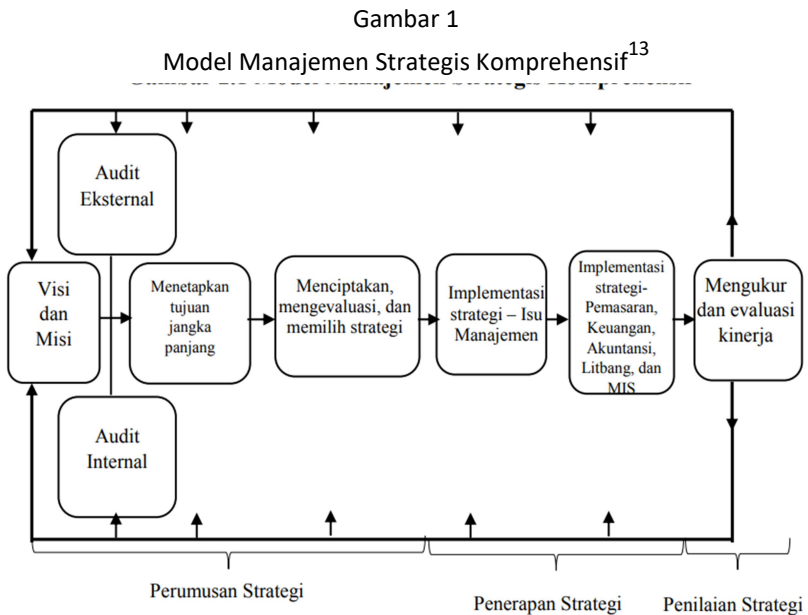 Gambar 1
Model Manajemen Strategis Komprehensif13
Audit
Eksternal
Visi
dan
Misi
Menetapkan
tujuan
jangka
panjang
Menciptakan,
mengevaluasi, dan
memilih strategi
Implementasi
strategi – Isu
Manajemen
Implementasi
strategi-
Pemasaran,
Keuangan,
Akuntansi,
Litbang, dan
MIS
Mengukur
dan evaluasi
kinerja
Audit
Internal
Perumusan Strategi
Penerapan Strategi
Penilaian Strategi